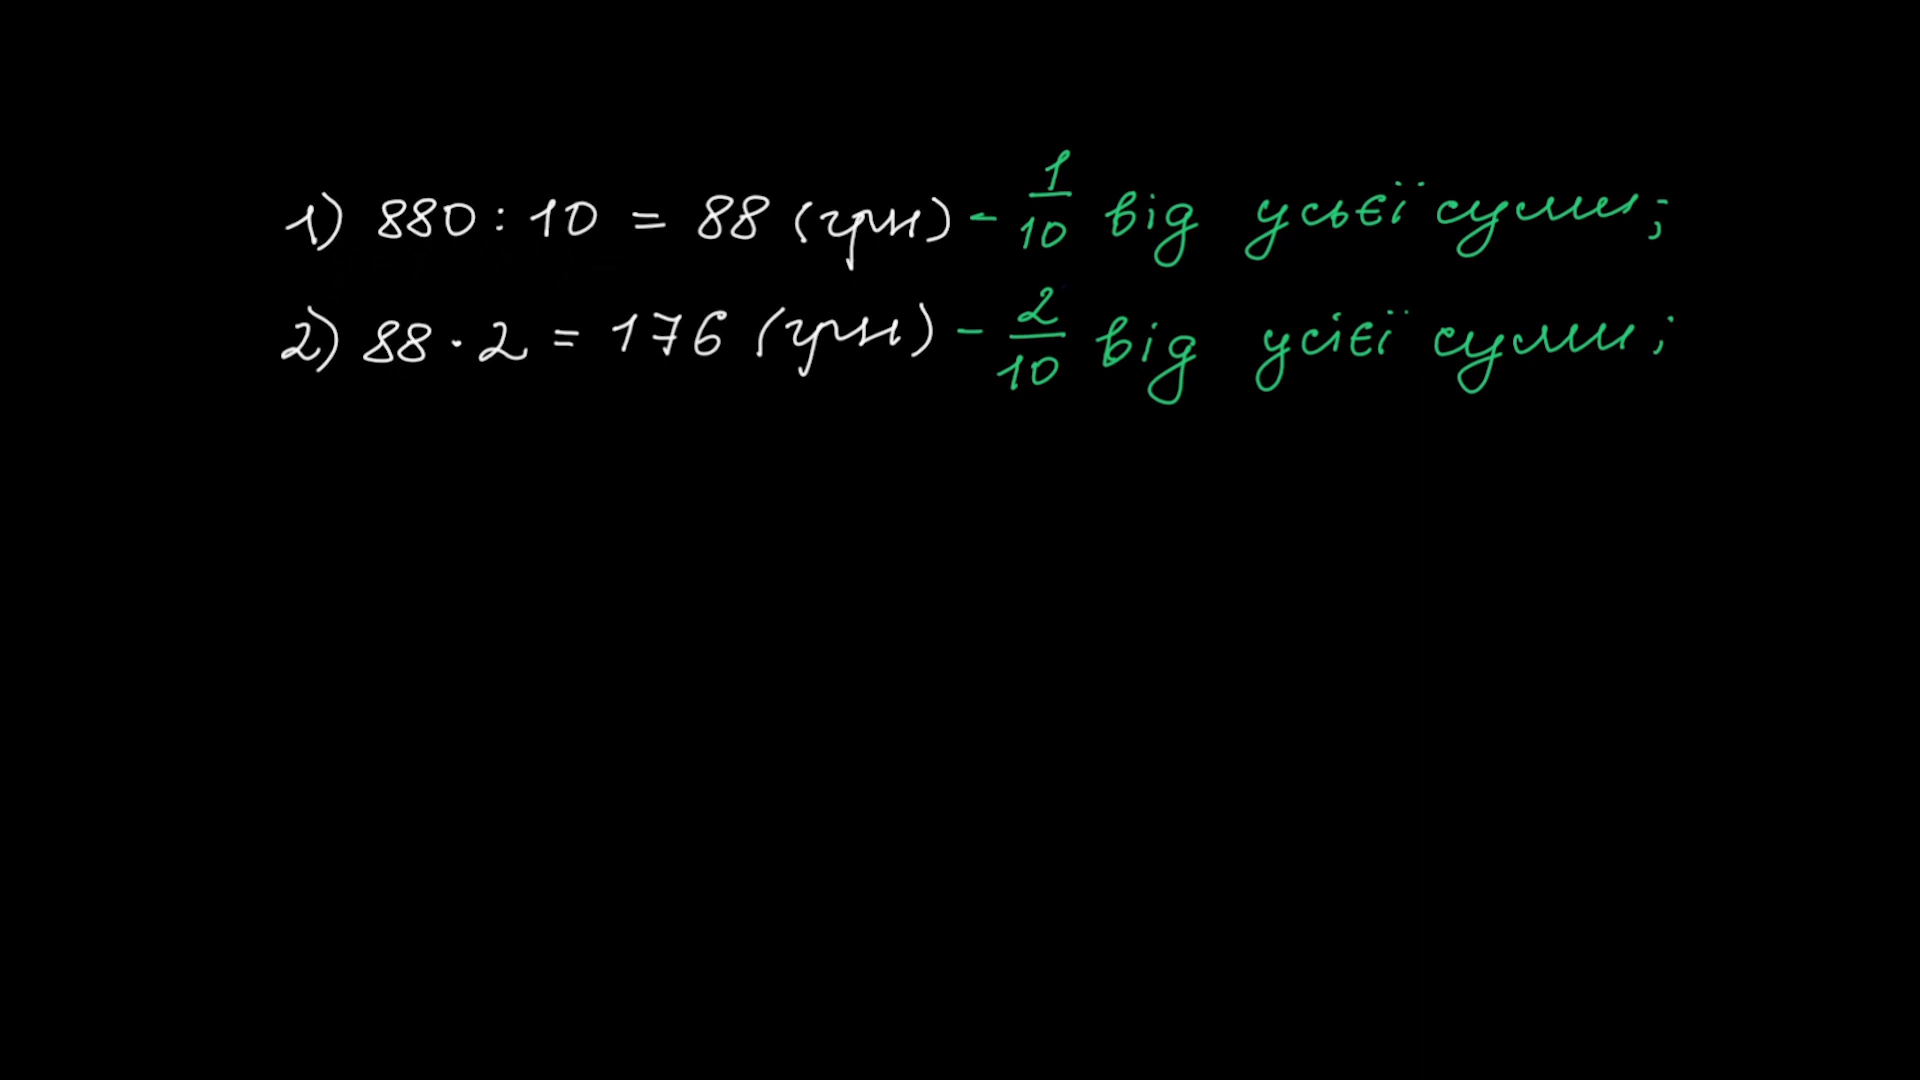 1) 880 : 10 = 88 (грн) - 1/10 від усьєї суми;
2) 88 · 2 = 176 (грн) - 2/10 від усієї суми;